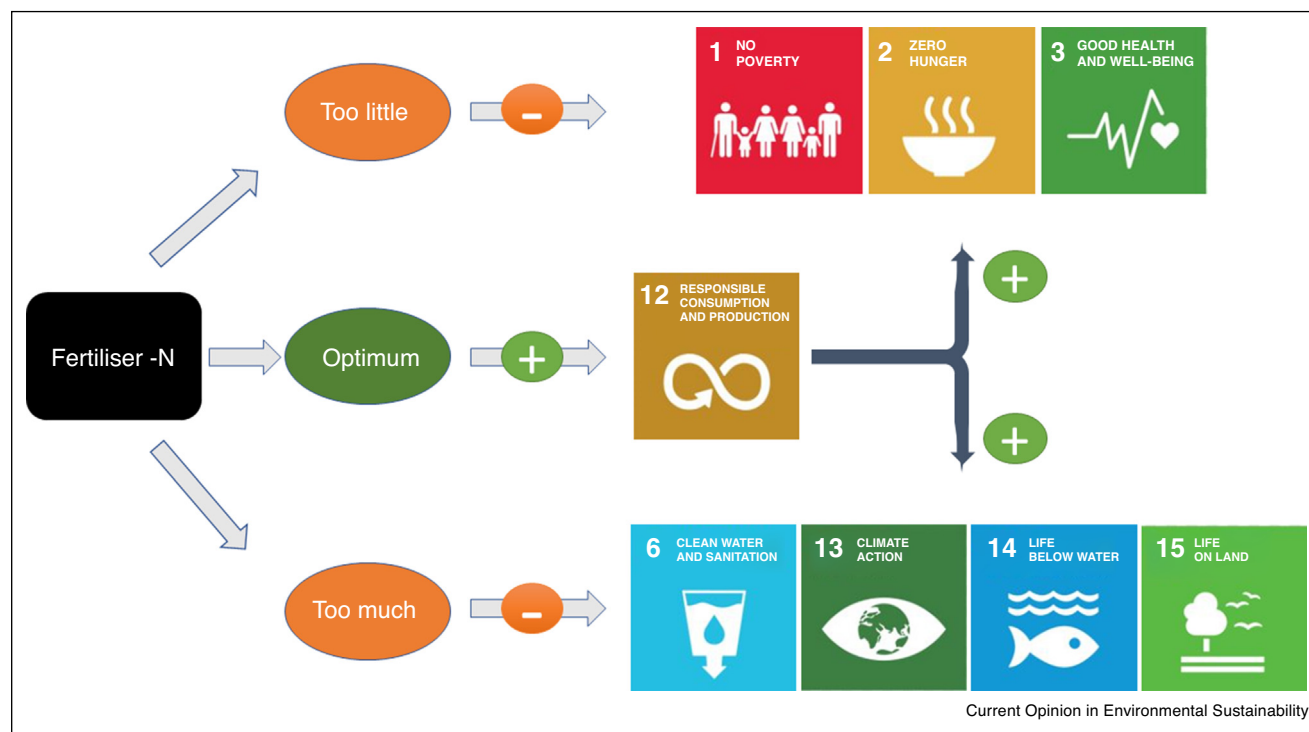 1 NO
POVERTY
2 ZERO
HUNGER
3 GOOD HEALTH
AND WELL-BEING
Too little
–
Fertiliser -N
Optimum
+
12 RESPONSIBLE
CONSUMPTION
AND PRODUCTION
+
+
Too much
–
6 CLEAN WATER
AND SANITATION
13 CLIMATE
ACTION
14 LIFE
BELOW WATER
15 LIFE
ON LAND
Current Opinion in Environmental Sustainability